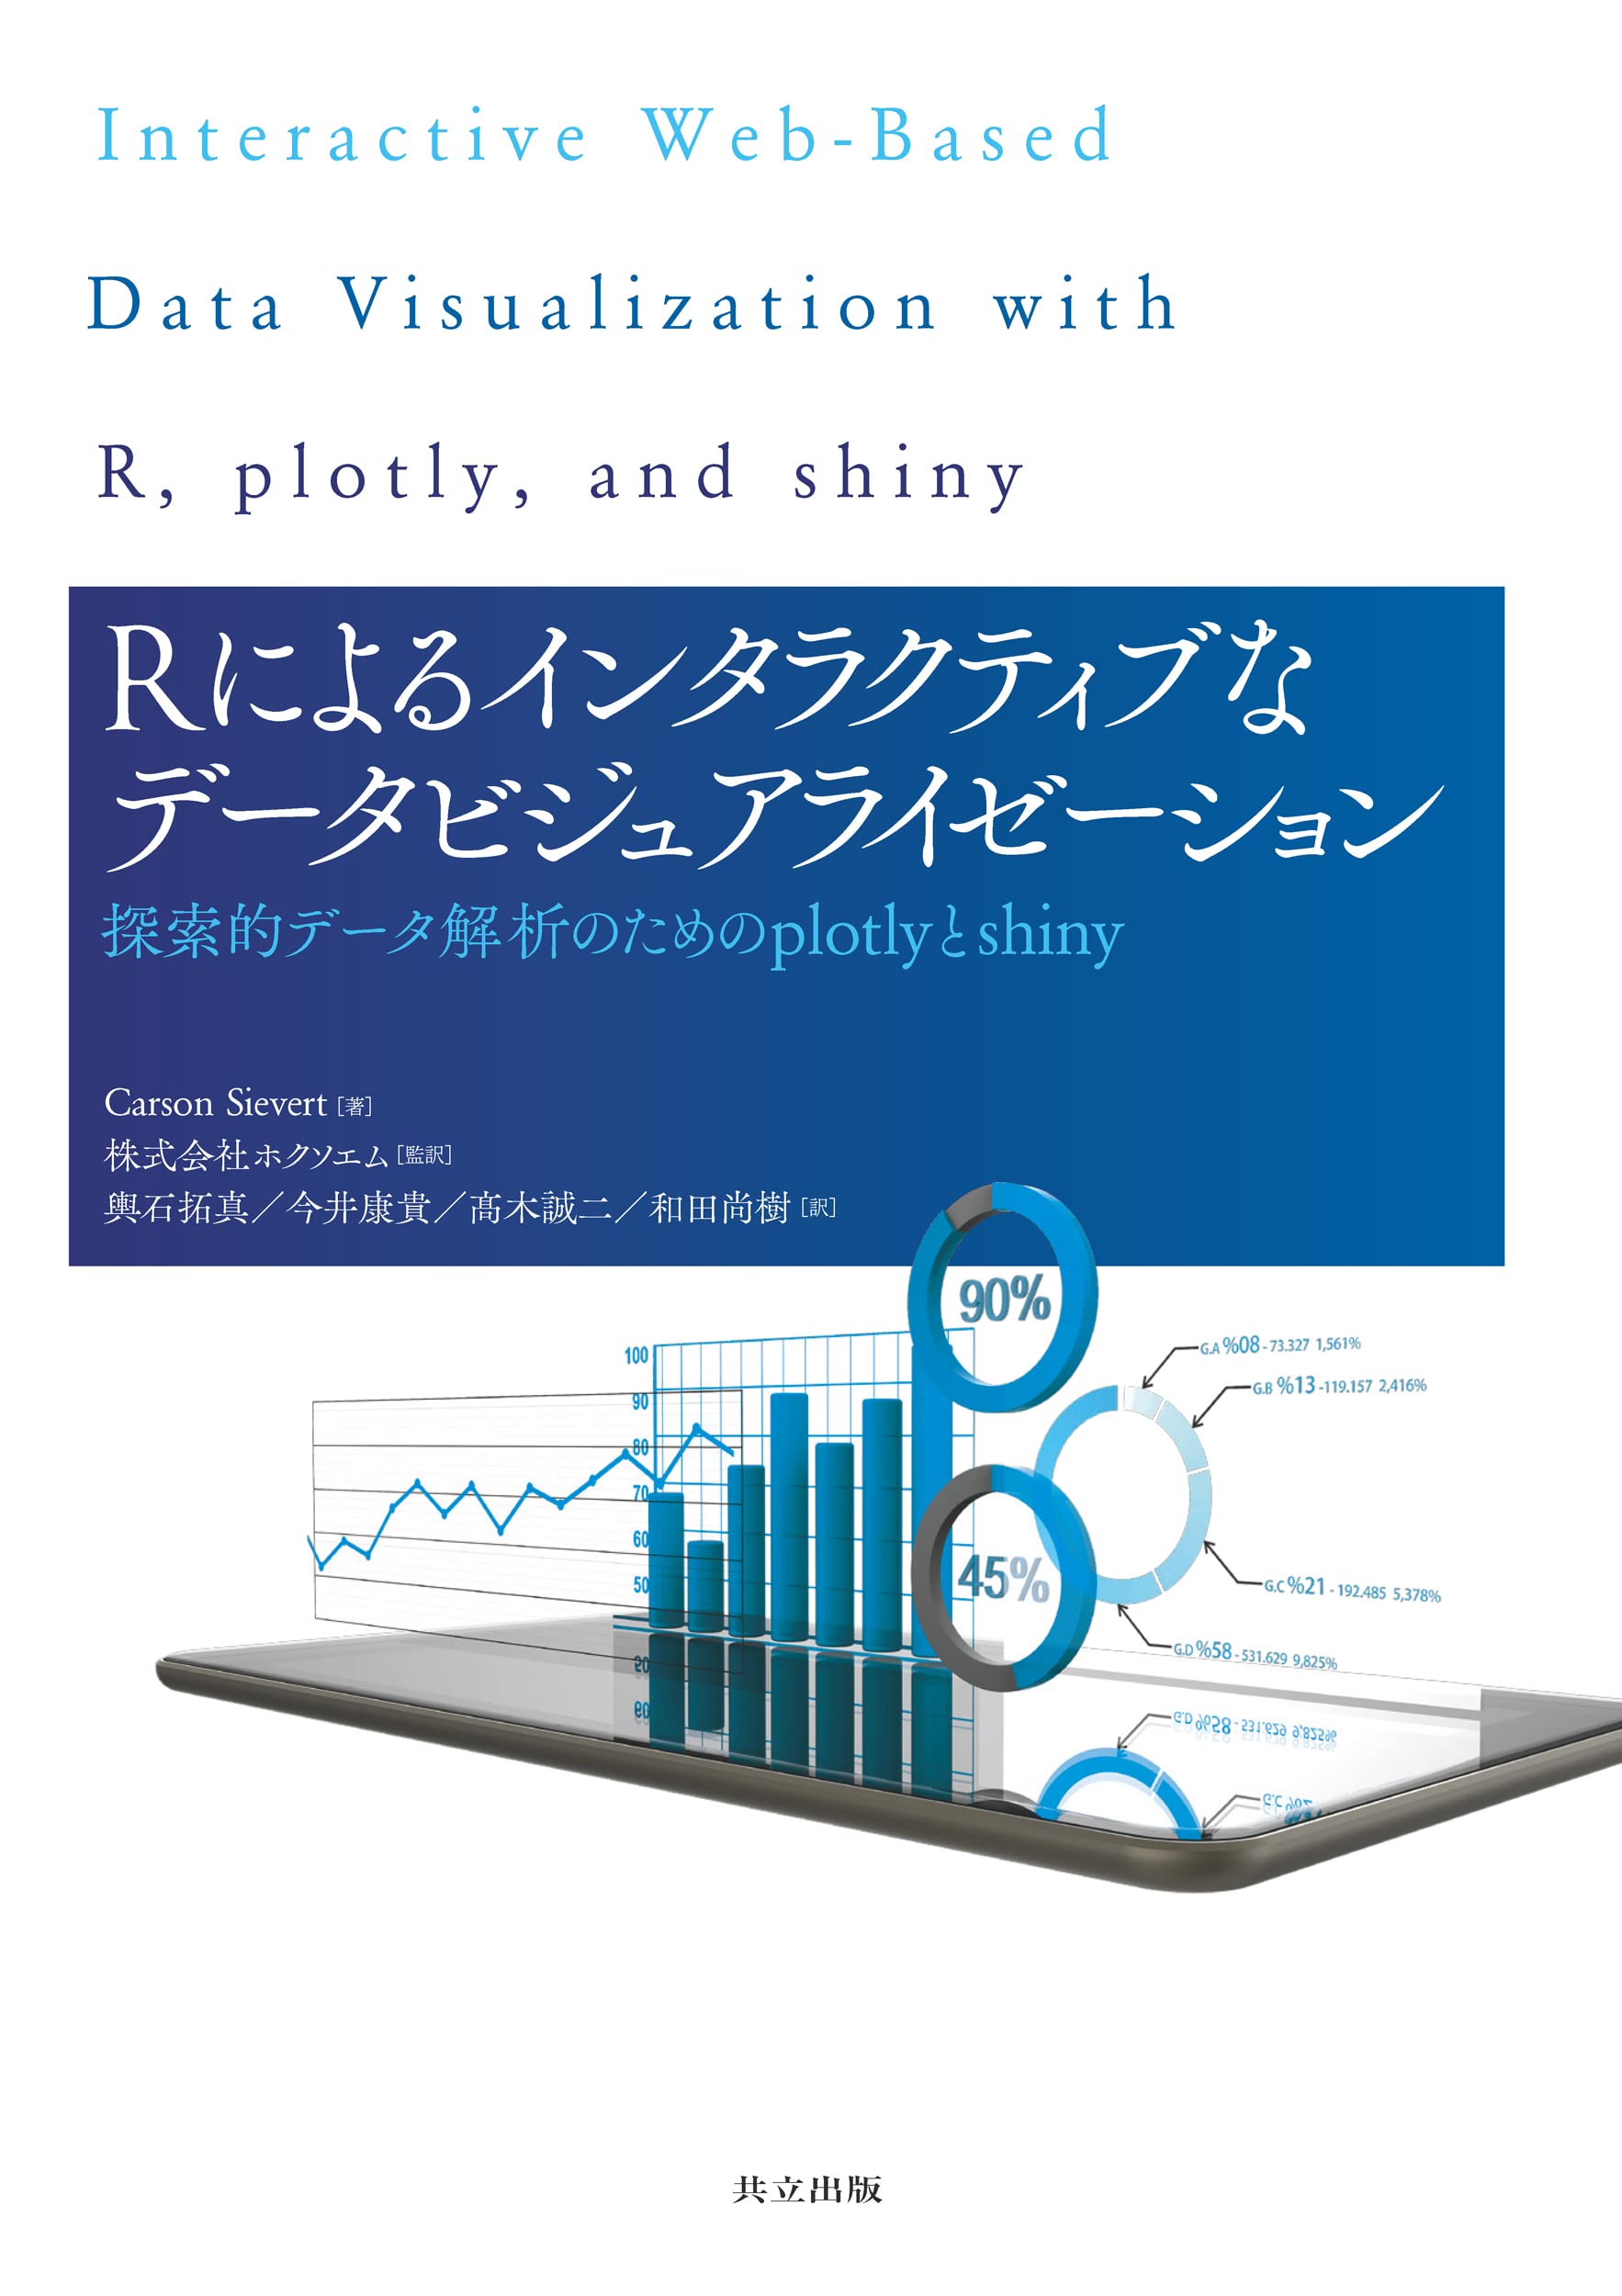 Interactive Web-Based
Data Visualization with
R, plotly, and shiny
Rによるインタラクティブな
データビジュアライゼーション
探索的データ解析のためのplotlyとshiny
Carson Sievert [著]
株式会社ホクソエム [監訳]
輿石拓真／今井康貴／髙木誠二／和田尚樹 [訳]
90%
100
90
80
70
60
50
45%
G.A %08 - 73.327 1,561%
G.B %13 -119.157 2,416%
G.C %21 - 192.485 5,378%
G.D %58 - 531.629 9,825%
G.D %58 - 531.629 9,825%
共立出版